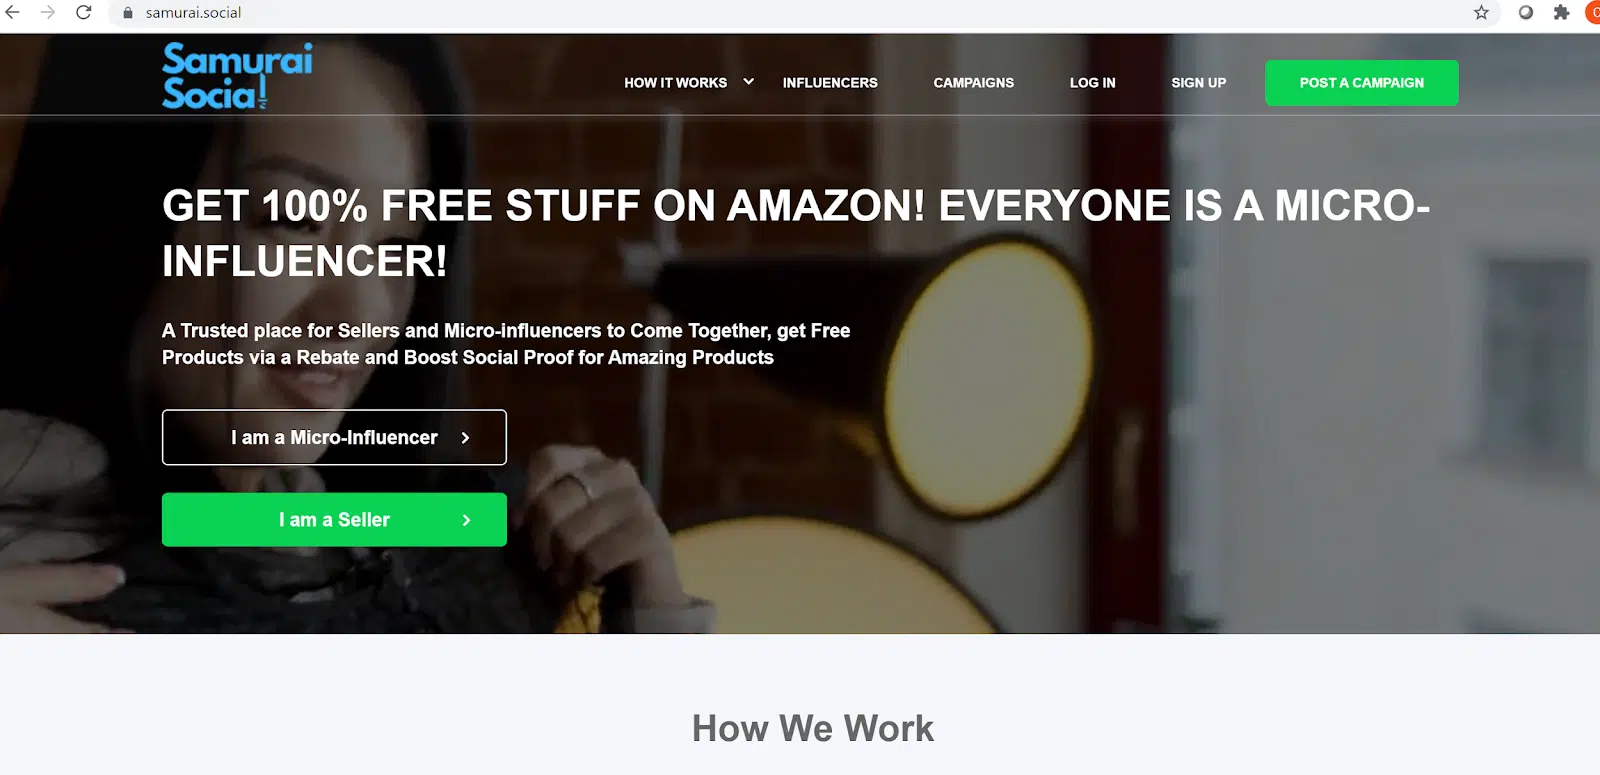 samurai.social
Samurai
Social
HOW IT WORKS
INFLUENCERS
CAMPAIGNS
LOG IN
SIGN UP
POST A CAMPAIGN
GET 100% FREE STUFF ON AMAZON! EVERYONE IS A MICRO-
INFLUENCER!
A Trusted place for Sellers and Micro-influencers to Come Together, get Free
Products via a Rebate and Boost Social Proof for Amazing Products
I am a Micro-Influencer
I am a Seller
How We Work